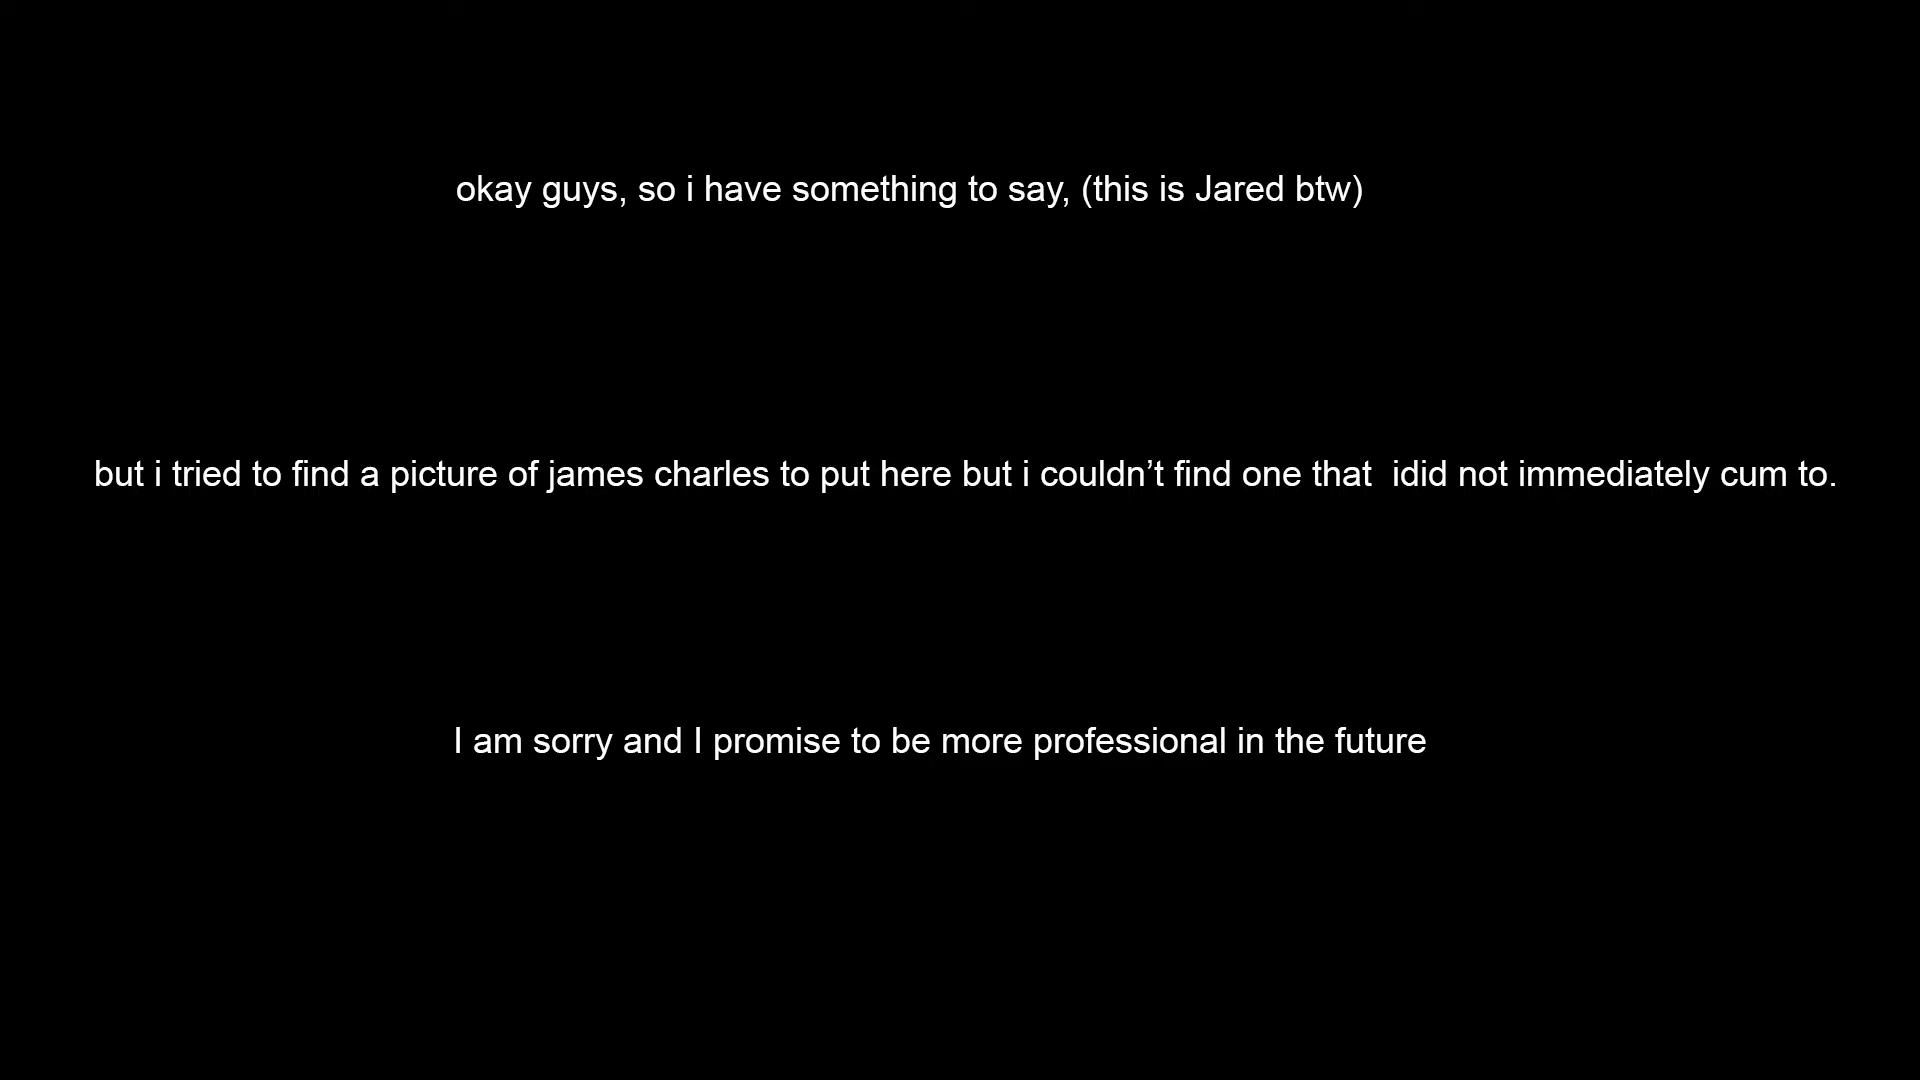 okay guys, so i have something to say, (this is Jared btw)
but i tried to find a picture of james charles to put here but i couldn’t find one that  idid not immediately cum to.
I am sorry and I promise to be more professional in the future